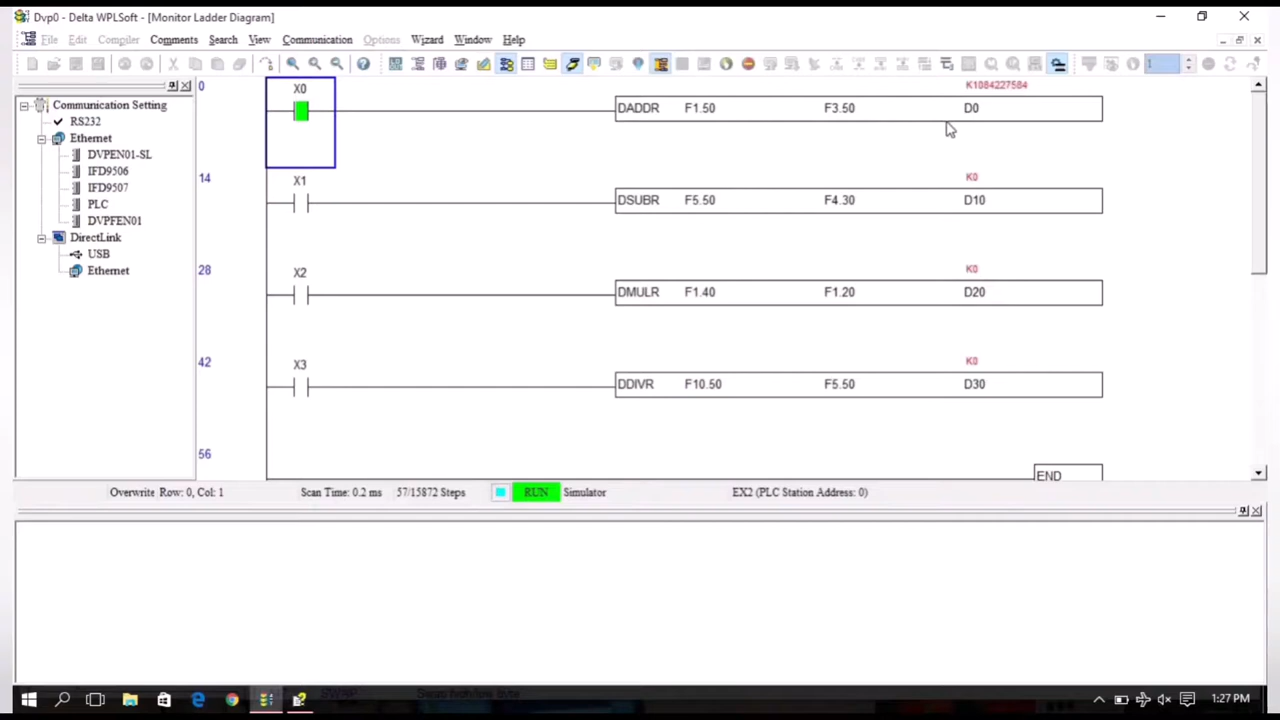 Dvp0 - Delta WPLSoft - [Monitor Ladder Diagram]
File Edit Compiler Comments Search View Communication Options Wizard Window Help
1
Communication Setting
RS232
Ethernet
DVPEN01-SL
IFD9506
IFD9507
PLC
DVPFEN01
DirectLink
USB
Ethernet
0
X0
K1084227584
DADDR F1.50 F3.50 D0
14
X1
K0
DSUBR F5.50 F4.30 D10
28
X2
K0
DMULR F1.40 F1.20 D20
42
X3
K0
DDIVR F10.50 F5.50 D30
56
END
Overwrite Row: 0, Col: 1 Scan Time: 0.2 ms 57/15872 Steps RUN Simulator EX2 (PLC Station Address: 0)
1:27 PM